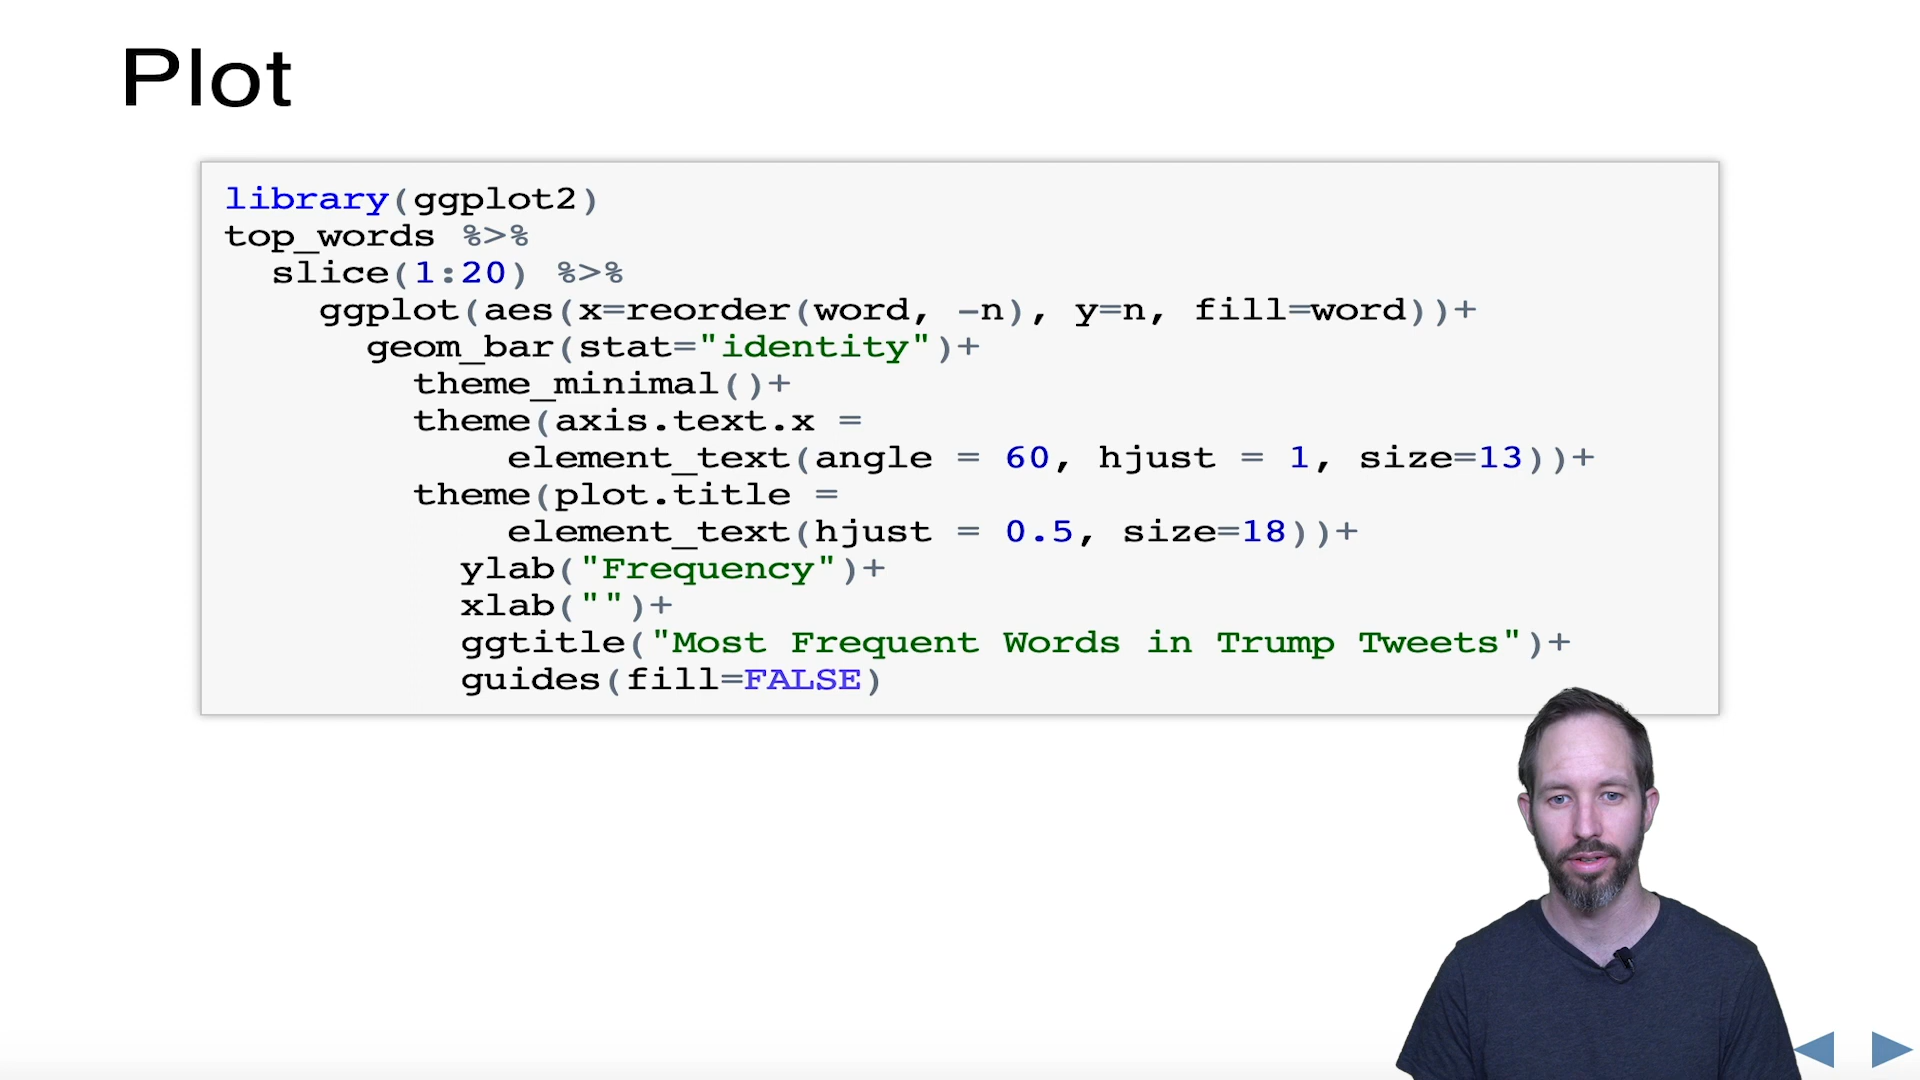 Plot
library(ggplot2)
top_words %>%
  slice(1:20) %>%
    ggplot(aes(x=reorder(word, -n), y=n, fill=word))+
      geom_bar(stat="identity")+
        theme_minimal()+
        theme(axis.text.x =
            element_text(angle = 60, hjust = 1, size=13))+
        theme(plot.title =
            element_text(hjust = 0.5, size=18))+
          ylab("Frequency")+
          xlab("")+
          ggtitle("Most Frequent Words in Trump Tweets")+
          guides(fill=FALSE)